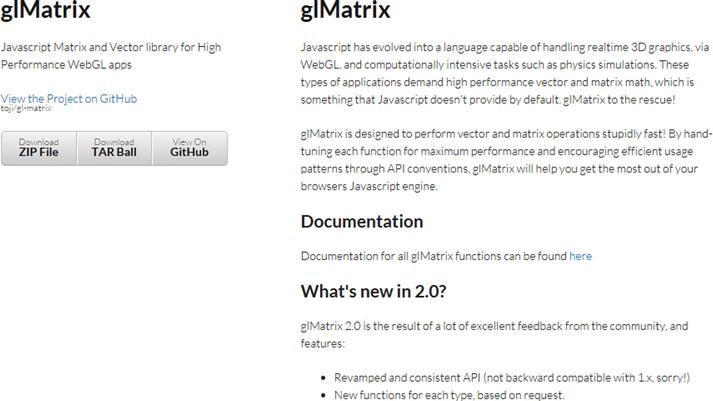 glMatrix
Javascript Matrix and Vector library for High
Performance WebGL apps
View the Project on GitHub
toji/gl-matrix
Download
ZIP File
Download
TAR Ball
View On
GitHub
glMatrix
Javascript has evolved into a language capable of handling realtime 3D graphics, via
WebGL, and computationally intensive tasks such as physics simulations. These
types of applications demand high performance vector and matrix math, which is
something that Javascript doesn't provide by default. glMatrix to the rescue!
glMatrix is designed to perform vector and matrix operations stupidly fast! By hand-
tuning each function for maximum performance and encouraging efficient usage
patterns through API conventions, glMatrix will help you get the most out of your
browsers Javascript engine.
Documentation
Documentation for all glMatrix functions can be found here
What's new in 2.0?
glMatrix 2.0 is the result of a lot of excellent feedback from the community, and
features:
• Revamped and consistent API (not backward compatible with 1.x, sorry!)
• New functions for each type, based on request.